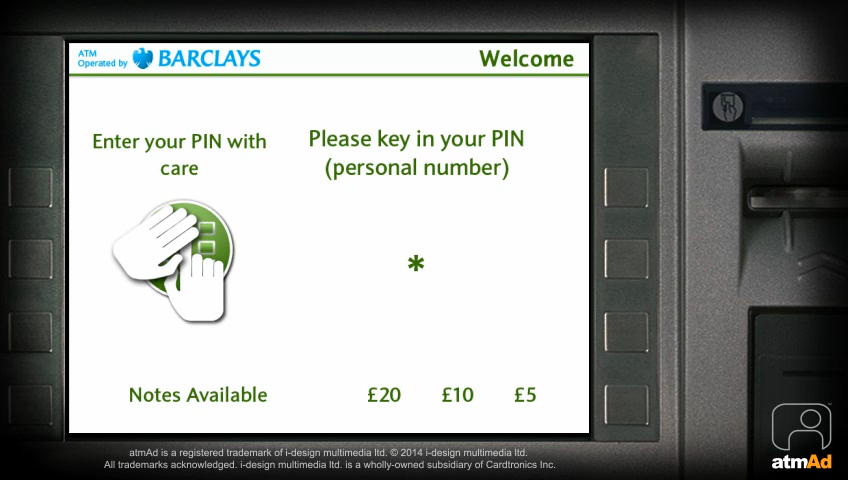 ATM
Operated by BARCLAYS
Welcome
Enter your PIN with
care
Please key in your PIN
(personal number)
*
Notes Available £20 £10 £5
atmAd is a registered trademark of i-design multimedia ltd. © 2014 i-design multimedia ltd.
All trademarks acknowledged. i-design multimedia ltd. is a wholly-owned subsidiary of Cardtronics Inc.
atmAd